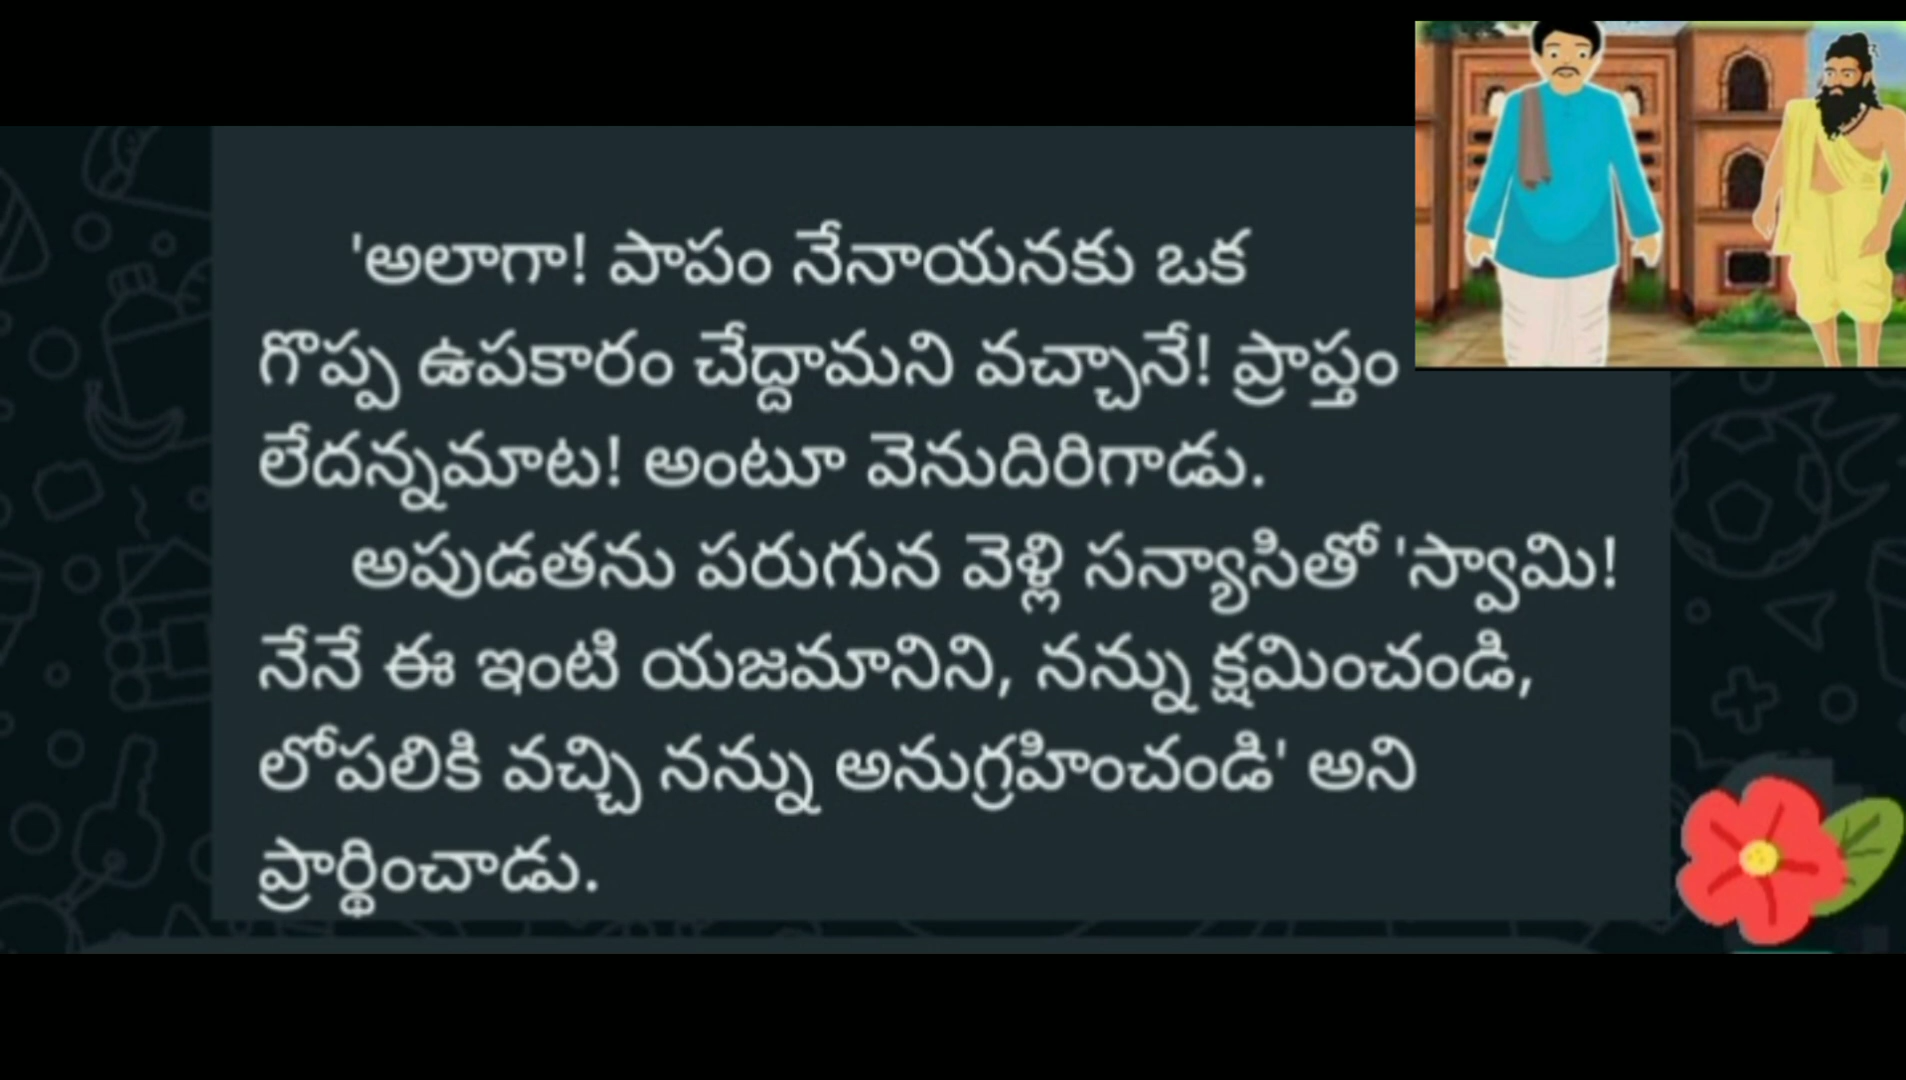 'అలాగా! పాపం నేనాయనకు ఒక
గొప్ప ఉపకారం చేద్దామని వచ్చానే! ప్రాప్తం
లేదన్నమాట! అంటూ వెనుదిరిగాడు.
అపుడతను పరుగున వెళ్లి సన్యాసితో 'స్వామి!
నేనే ఈ ఇంటి యజమానిని, నన్ను క్షమించండి,
లోపలికి వచ్చి నన్ను అనుగ్రహించండి' అని
ప్రార్థించాడు.